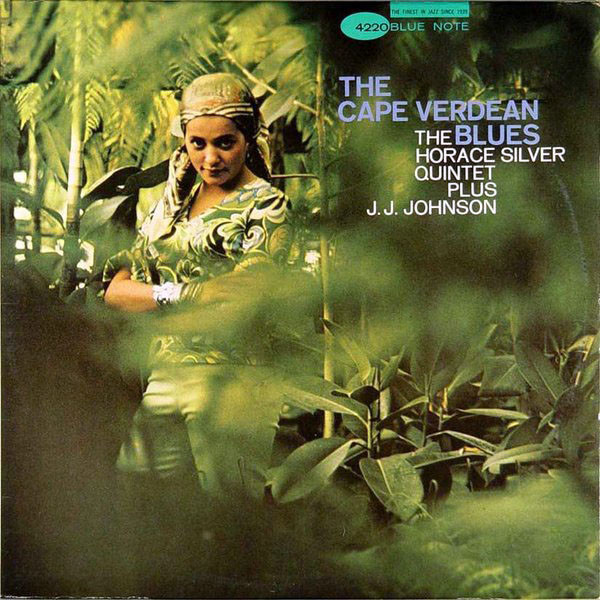 THE FINEST IN JAZZ SINCE 1939
4220 BLUE NOTE
THE
CAPE VERDEAN
THE BLUES
HORACE SILVER
QUINTET
PLUS
J.J. JOHNSON